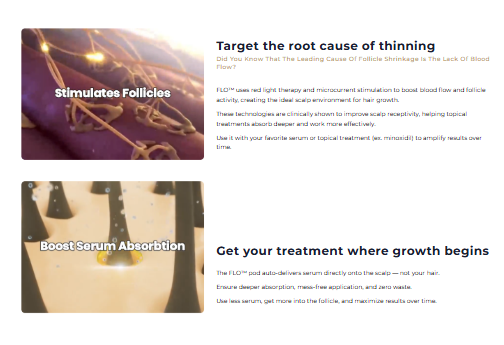 Stimulates Follicles
Target the root cause of thinning
Did You Know That The Leading Cause Of Follicle Shrinkage Is The Lack Of Blood
Flow?
FLO™ uses red light therapy and microcurrent stimulation to boost blood flow and follicle
activity, creating the ideal scalp environment for hair growth.
These technologies are clinically shown to improve scalp receptivity, helping topical
treatments absorb deeper and work more effectively.
Use it with your favorite serum or topical treatment (ex. minoxidil) to amplify results over
time.
Boost Serum Absorbtion
Get your treatment where growth begins
The FLO™ pod auto-delivers serum directly onto the scalp — not your hair.
Ensure deeper absorption, mess-free application, and zero waste.
Use less serum, get more into the follicle, and maximize results over time.